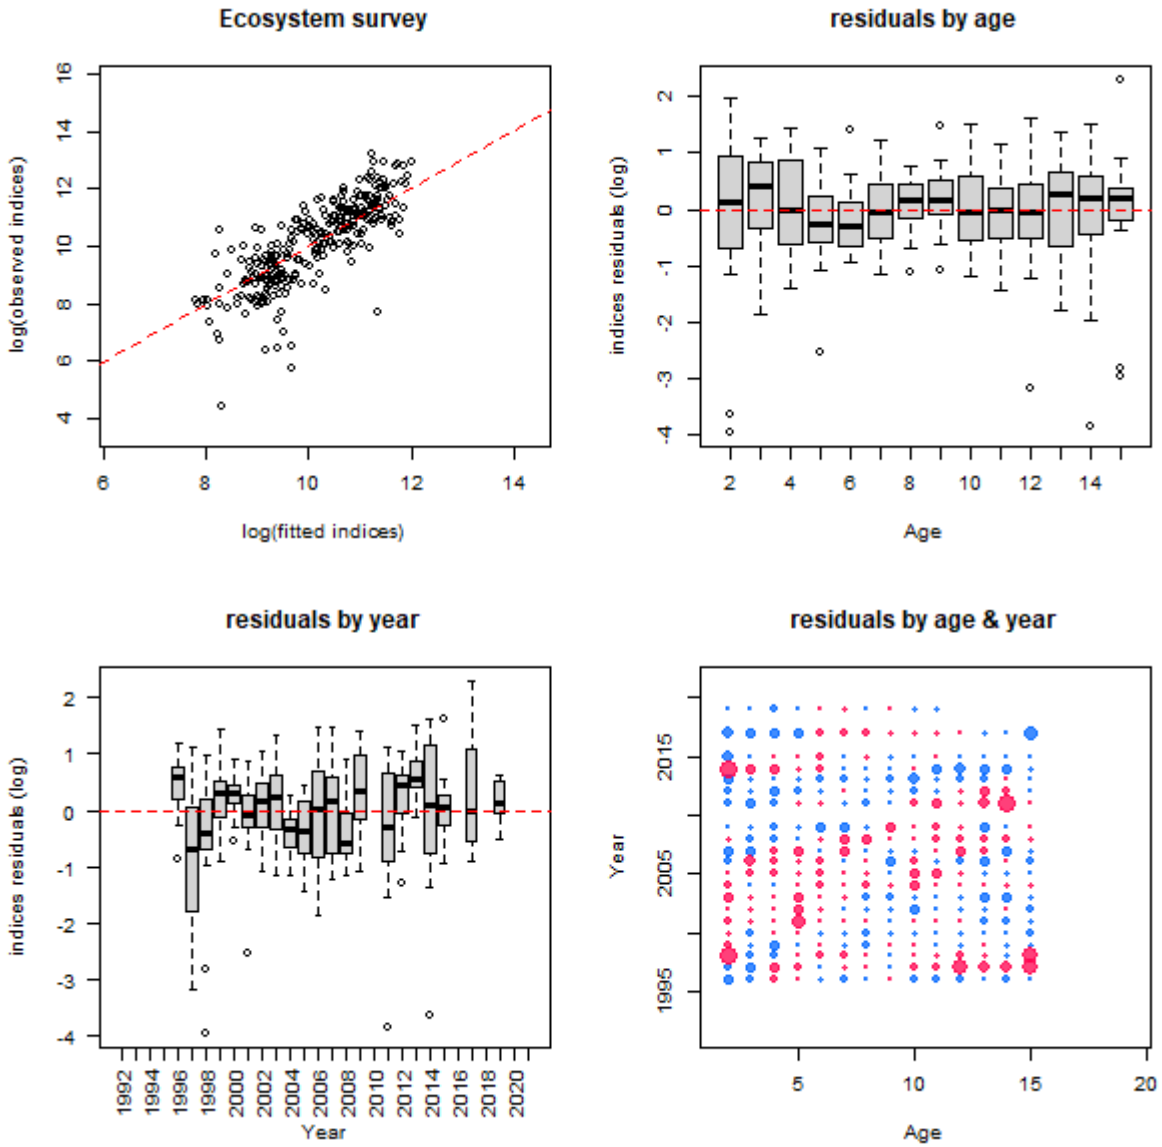 Ecosystem survey
log(observed indices)
16
14
12
10
8
6
4
6 8 10 12 14
log(fitted indices)
residuals by age
indices residuals (log)
2
1
0
-1
-2
-3
-4
2 4 6 8 10 12 14
Age
residuals by year
indices residuals (log)
2
1
0
-1
-2
-3
-4
1992 1994 1996 1998 2000 2002 2004 2006 2008 2010 2012 2014 2016 2018 2020
Year
residuals by age & year
Year
2015
2005
1995
5 10 15 20
Age